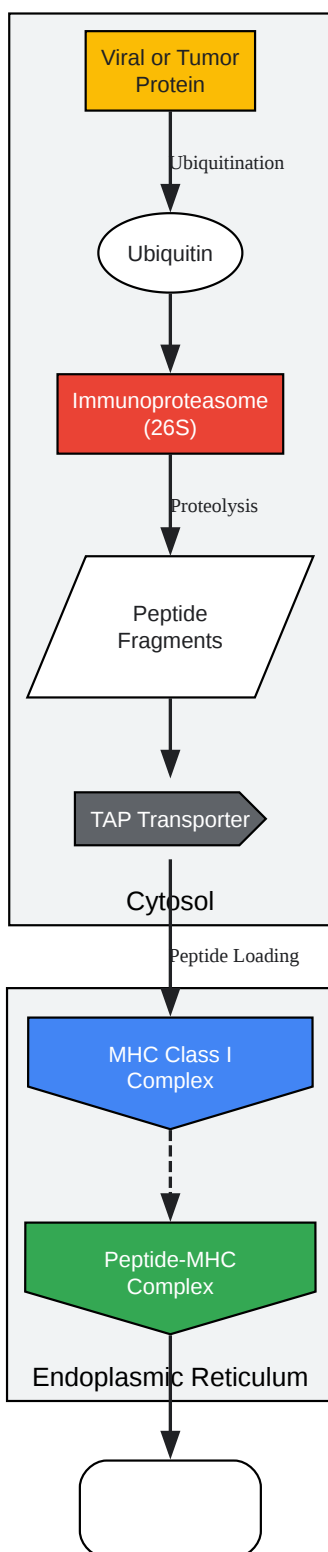 Viral or Tumor
Protein
Ubiquitination
Ubiquitin
Immunoproteasome
(26S)
Proteolysis
Peptide
Fragments
TAP Transporter
Cytosol
Peptide Loading
MHC Class I
Complex
Peptide-MHC
Complex
Endoplasmic Reticulum